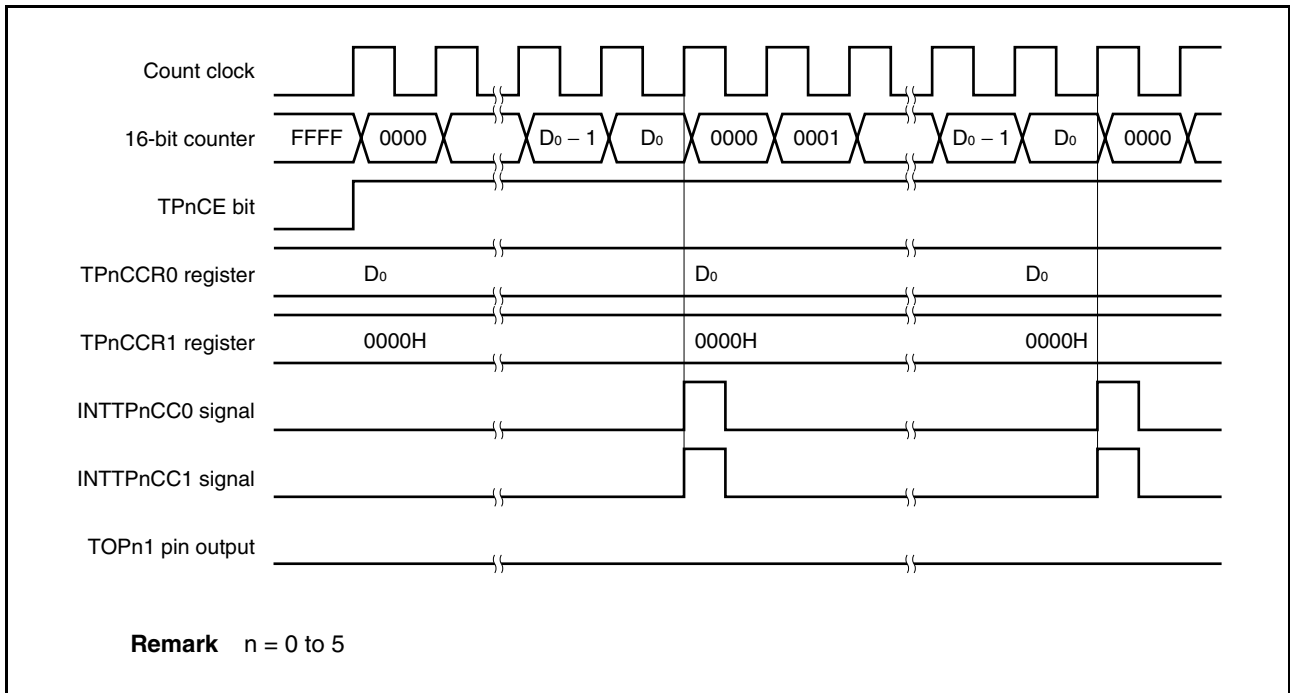 Count clock
16-bit counter FFFF 0000 D₀ − 1 D₀ 0000 0001 D₀ − 1 D₀ 0000
TPnCE bit
TPnCCR0 register D₀ D₀ D₀
TPnCCR1 register 0000H 0000H 0000H
INTTPnCC0 signal
INTTPnCC1 signal
TOPn1 pin output
Remark n = 0 to 5